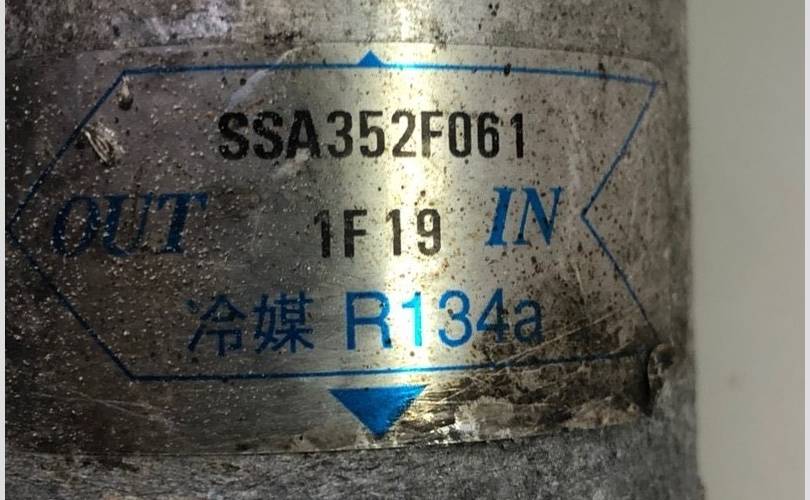 SSA352F061
OUT 1F19 IN
冷媒 R134a